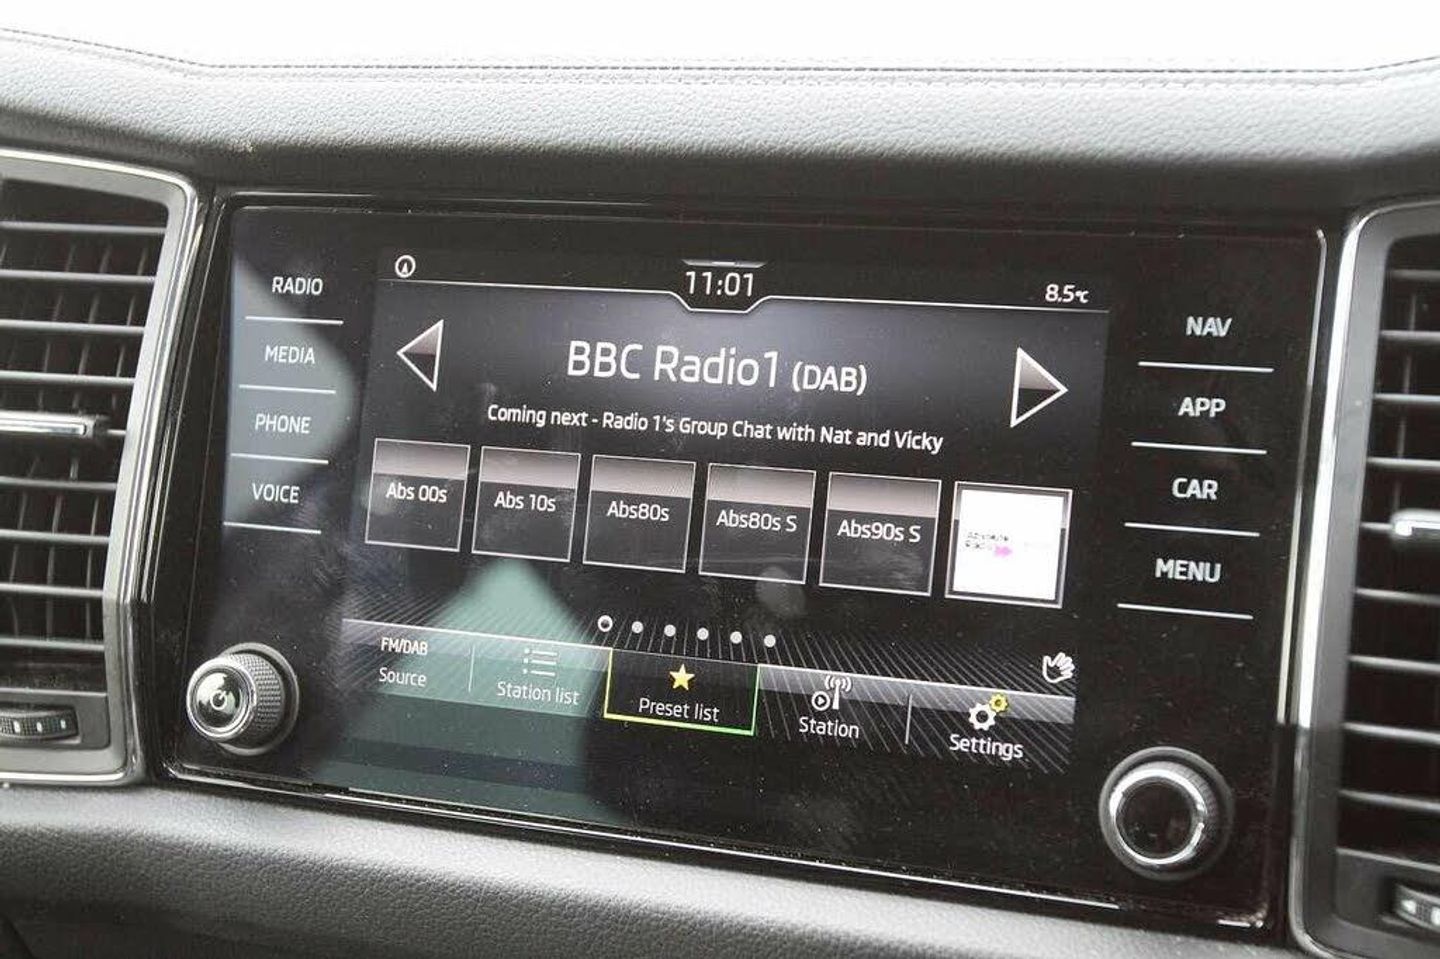 11:01
8.5°C
RADIO
MEDIA
PHONE
VOICE
BBC Radio1 (DAB)
Coming next - Radio 1's Group Chat with Nat and Vicky
Abs 00s
Abs 10s
Abs80s
Abs80s S
Abs90s S
Absolute
Radio
NAV
APP
CAR
MENU
FM/DAB
Source
Station list
Preset list
Station
Settings